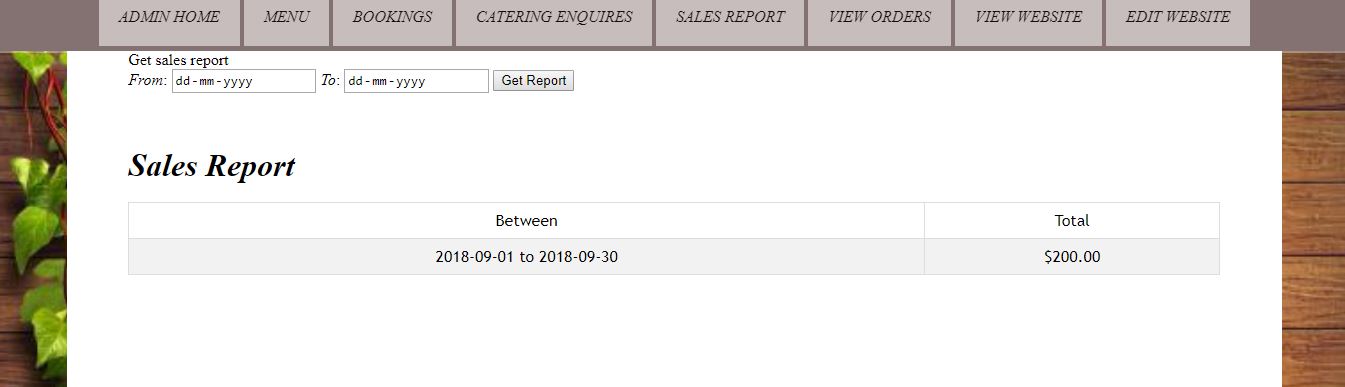 ADMIN HOME MENU BOOKINGS CATERING ENQUIRES SALES REPORT VIEW ORDERS VIEW WEBSITE EDIT WEBSITE
Get sales report
From: dd-mm-yyyy To: dd-mm-yyyy Get Report
Sales Report
Between Total
2018-09-01 to 2018-09-30 $200.00